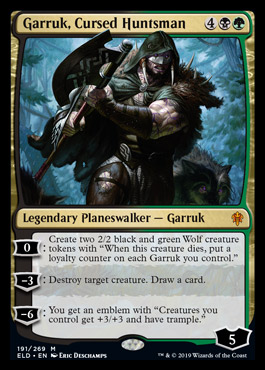 Garruk, Cursed Huntsman 4
Legendary Planeswalker — Garruk
0: Create two 2/2 black and green Wolf creature
tokens with “When this creature dies, put a
loyalty counter on each Garruk you control.”
−3: Destroy target creature. Draw a card.
−6: You get an emblem with “Creatures you
control get +3/+3 and have trample.”
5
191/269 M
ELD • EN Eric Deschamps
™ & © 2019 Wizards of the Coast